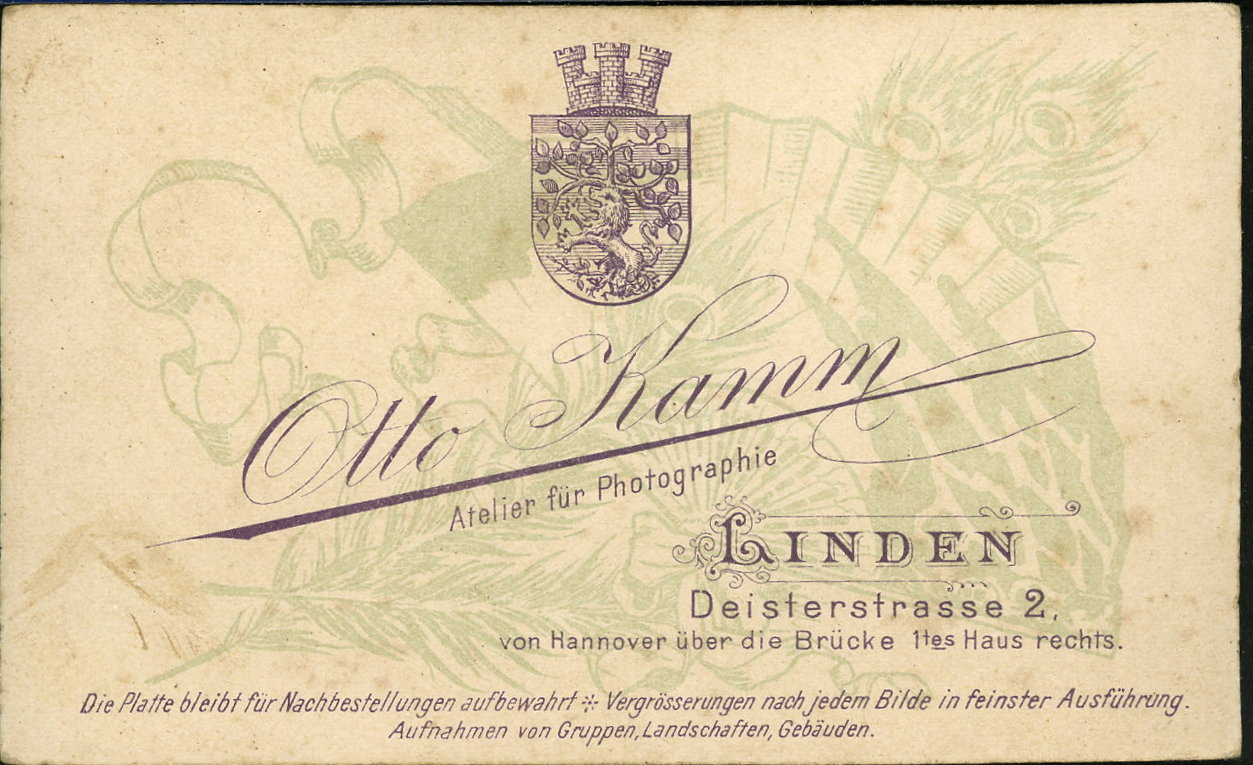 Otto Kamm
Atelier für Photographie
LINDEN
Deisterstrasse 2,
von Hannover über die Brücke 1tes Haus rechts.
Die Platte bleibt für Nachbestellungen aufbewahrt ⁜ Vergrösserungen nach jedem Bilde in feinster Ausführung.
Aufnahmen von Gruppen, Landschaften, Gebäuden.